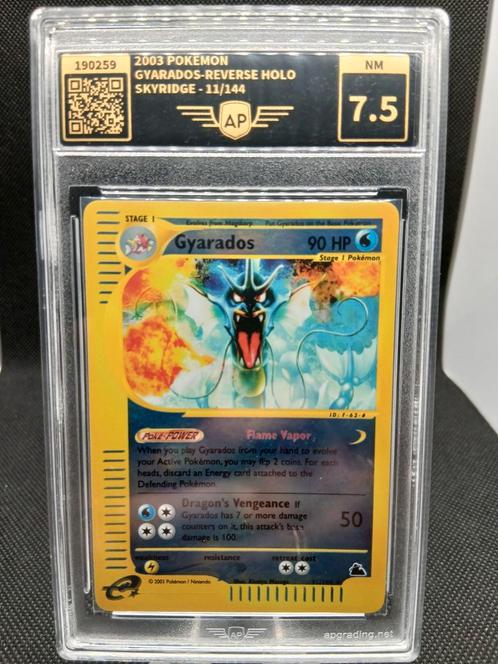 190259
2003 POKEMON
GYARADOS-REVERSE HOLO
SKYRIDGE - 11/144
AP
NM
7.5
STAGE 1
Evolves from Magikarp
Put Gyarados on the Basic Pokémon
Gyarados
90 HP
Stage 1 Pokémon
ID: F-63-#
Poké-POWER
Flame Vapor
When you play Gyarados from your hand to evolve
your Active Pokémon, you may flip 2 coins. For each
heads, discard an Energy card attached to the
Defending Pokémon.
Dragon's Vengeance If
Gyarados has 7 or more damage
counters on it, this attack's base
damage is 100.
50
weakness
resistance
retreat cost
e
© 2003 Pokémon / Nintendo
AP
apgrading.net